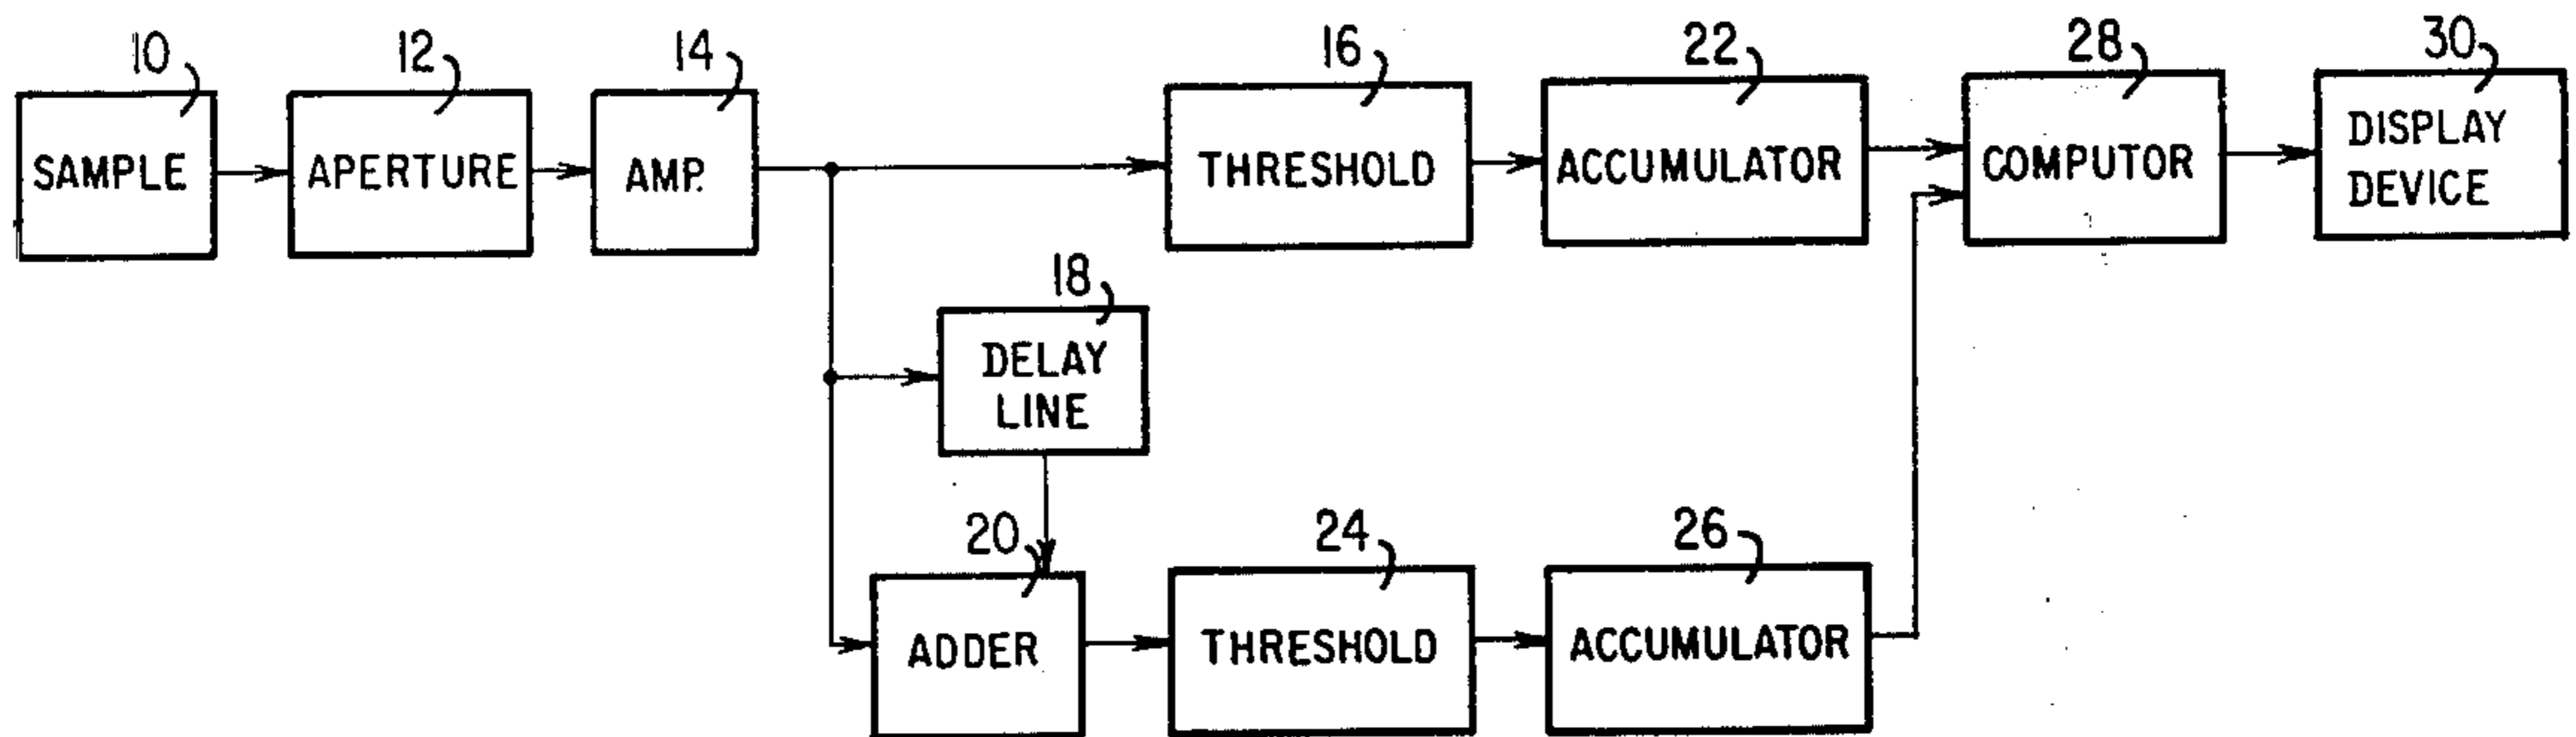 10
12
14
16
22
28
30
SAMPLE
APERTURE
AMP.
THRESHOLD
ACCUMULATOR
COMPUTOR
DISPLAY
DEVICE
18
DELAY
LINE
20
24
26
ADDER
THRESHOLD
ACCUMULATOR